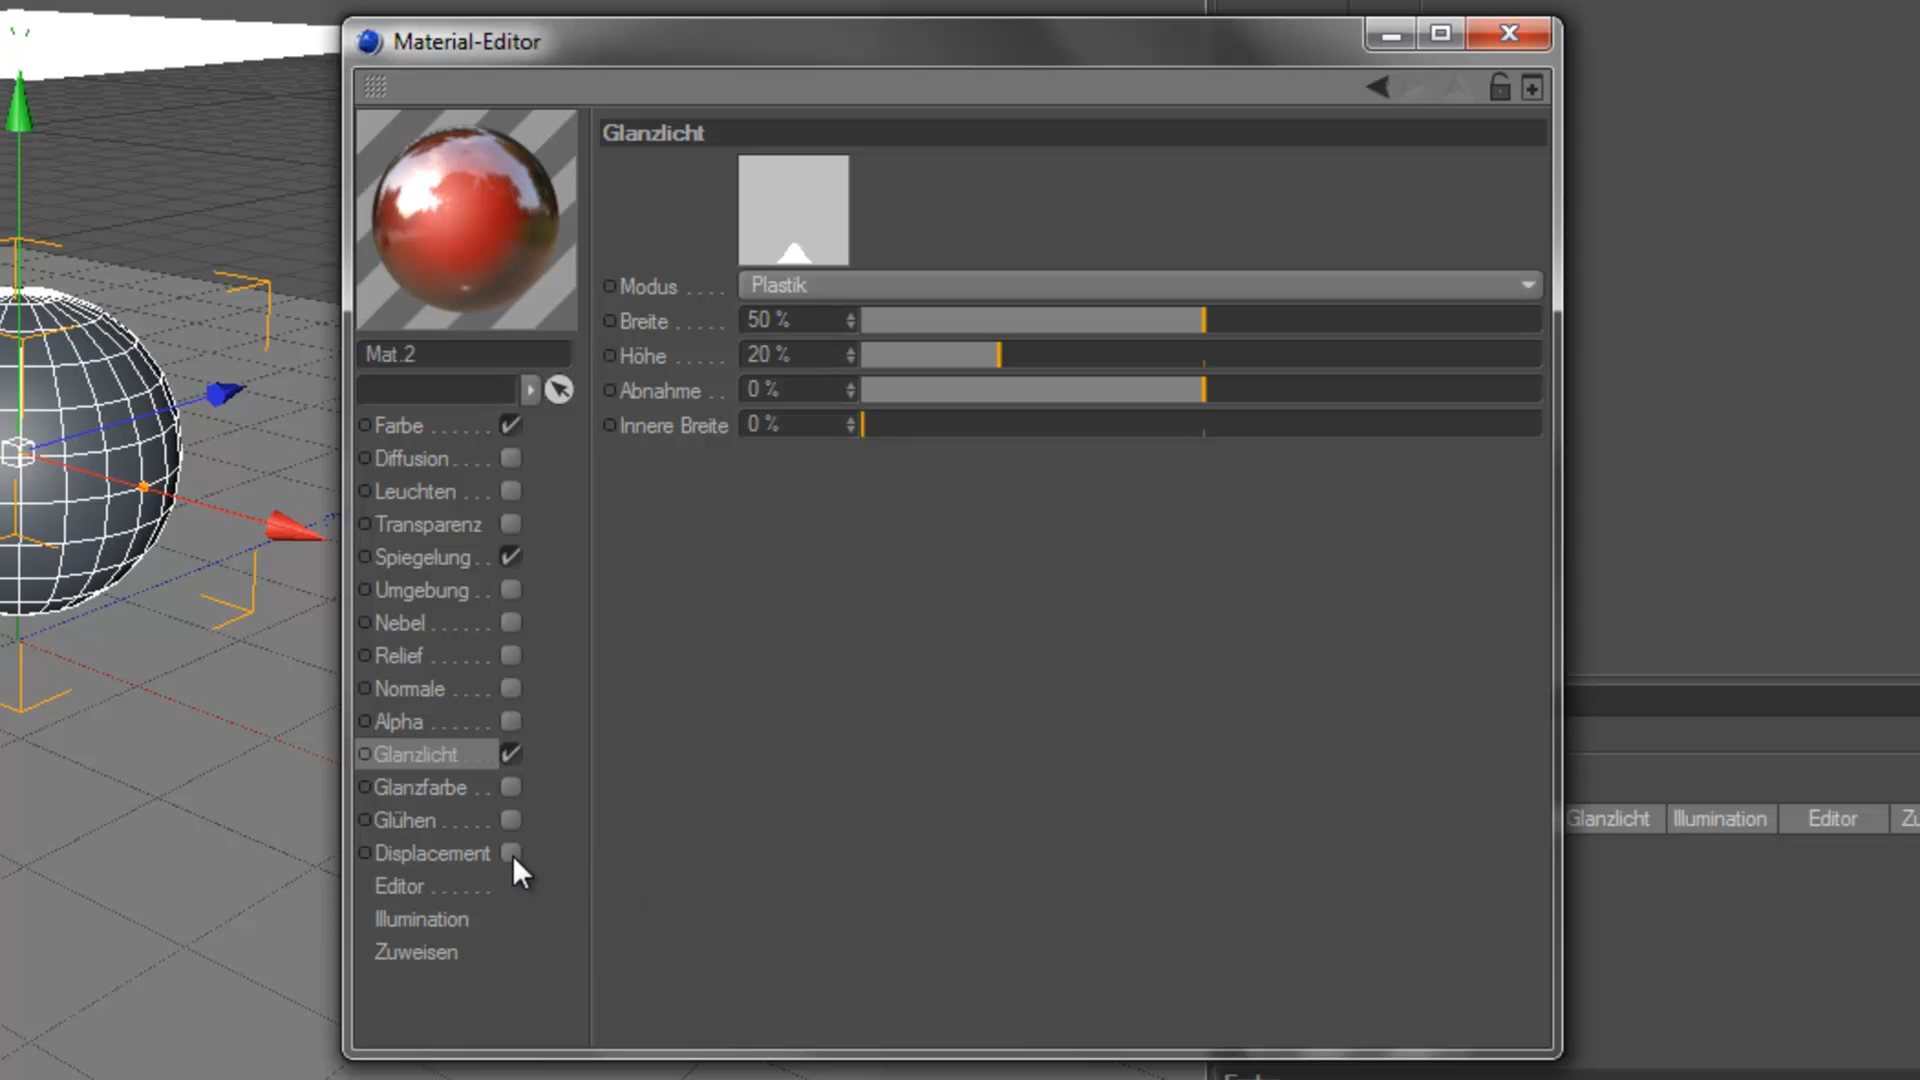 Material-Editor
Glanzlicht
Modus . . . . Plastik
Breite . . . . . 50 %
Höhe . . . . . 20 %
Abnahme . . 0 %
Innere Breite 0 %
Mat.2
Farbe . . . . . .
Diffusion . . . .
Leuchten . . .
Transparenz
Spiegelung . .
Umgebung . .
Nebel . . . . . .
Relief . . . . . .
Normale . . . .
Alpha . . . . . .
Glanzlicht . . .
Glanzfarbe . .
Glühen . . . . .
Displacement
Editor . . . . . .
Illumination
Zuweisen
Glanzlicht Illumination Editor